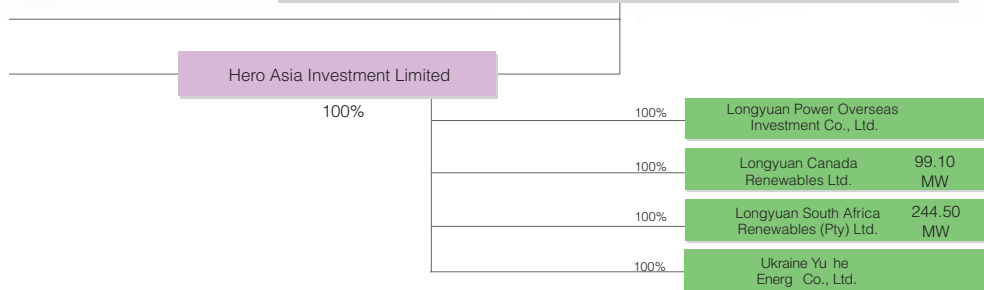 Hero Asia Investment Limited
100%
100%
Longyuan Power Overseas
Investment Co., Ltd.
100%
Longyuan Canada
Renewables Ltd.
99.10
MW
100%
Longyuan South Africa
Renewables (Pty) Ltd.
244.50
MW
100%
Ukraine Yu he
Energ Co., Ltd.